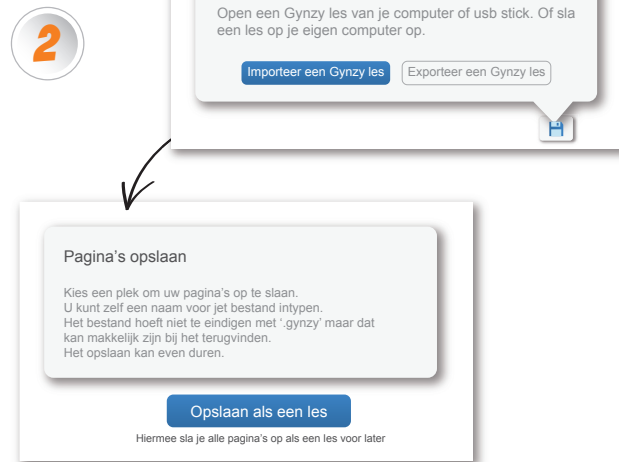 2
Open een Gynzy les van je computer of usb stick. Of sla
een les op je eigen computer op.
Importeer een Gynzy les Exporteer een Gynzy les
Pagina's opslaan
Kies een plek om uw pagina's op te slaan.
U kunt zelf een naam voor jet bestand intypen.
Het bestand hoeft niet te eindigen met '.gynzy' maar dat
kan makkelijk zijn bij het terugvinden.
Het opslaan kan even duren.
Opslaan als een les
Hiermee sla je alle pagina's op als een les voor later